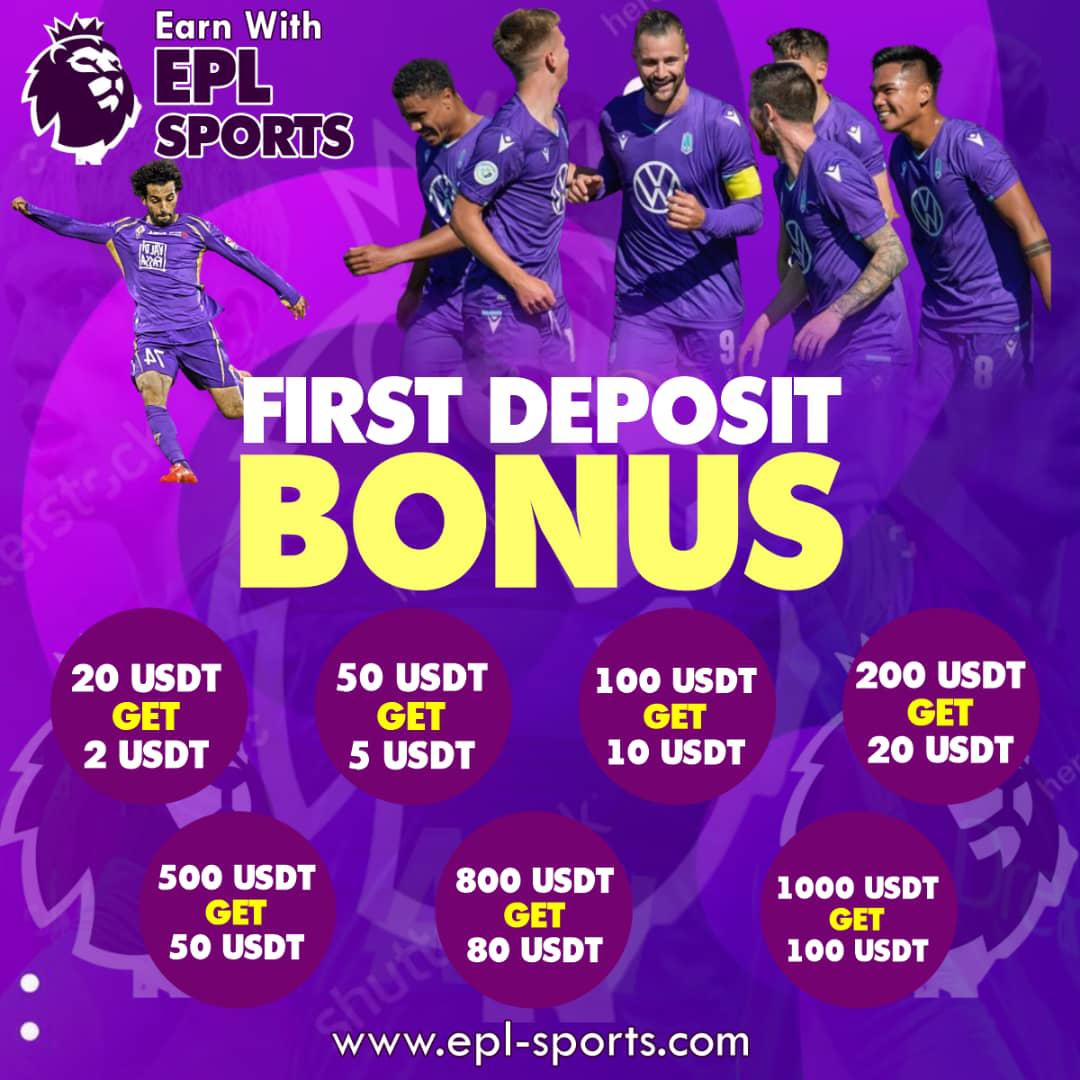 Earn With
EPL
SPORTS
FIRST DEPOSIT
BONUS
20 USDT
GET
2 USDT
50 USDT
GET
5 USDT
100 USDT
GET
10 USDT
200 USDT
GET
20 USDT
500 USDT
GET
50 USDT
800 USDT
GET
80 USDT
1000 USDT
GET
100 USDT
www.epl-sports.com